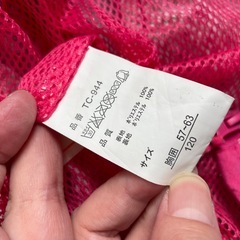 品番 TC-944
品質 表地 ポリエステル 100%
裏地 ポリエステル 100%
サイズ
胸囲 57-63
120